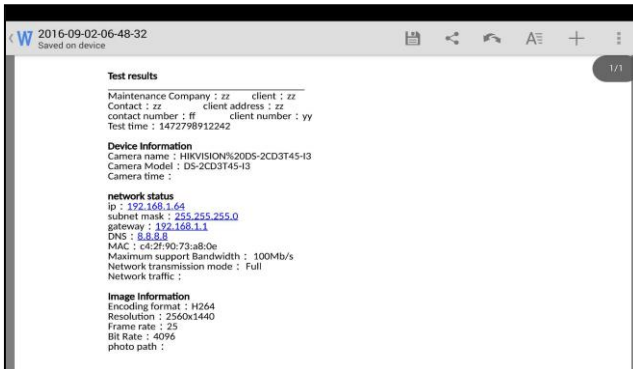 2016-09-02-06-48-32
Saved on device
1/1
Test results
Maintenance Company：zz client：zz
Contact：zz client address：zz
contact number：ff client number：yy
Test time：1472798912242
Device Information
Camera name：HIKVISION%20DS-2CD3T45-I3
Camera Model：DS-2CD3T45-I3
Camera time：
network status
ip：192.168.1.64
subnet mask：255.255.255.0
gateway：192.168.1.1
DNS：8.8.8.8
MAC：c4:2f:90:73:a8:0e
Maximum support Bandwidth：100Mb/s
Network transmission mode：Full
Network traffic：
Image Information
Encoding format：H264
Resolution：2560x1440
Frame rate：25
Bit Rate：4096
photo path：